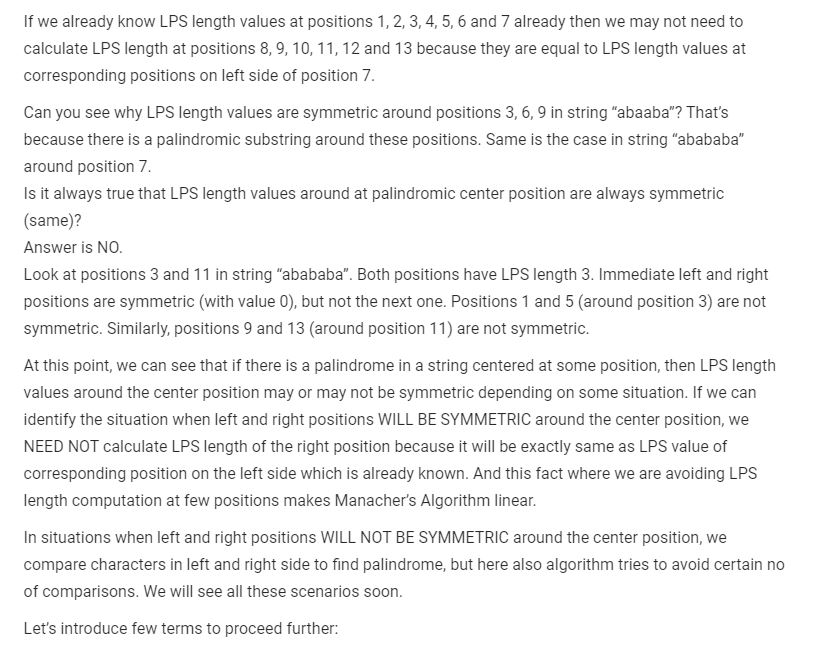 If we already know LPS length values at positions 1, 2, 3, 4, 5, 6 and 7 already then we may not need to
calculate LPS length at positions 8, 9, 10, 11, 12 and 13 because they are equal to LPS length values at
corresponding positions on left side of position 7.
Can you see why LPS length values are symmetric around positions 3, 6, 9 in string “abaaba”? That’s
because there is a palindromic substring around these positions. Same is the case in string “abababa”
around position 7.
Is it always true that LPS length values around at palindromic center position are always symmetric
(same)?
Answer is NO.
Look at positions 3 and 11 in string “abababa”. Both positions have LPS length 3. Immediate left and right
positions are symmetric (with value 0), but not the next one. Positions 1 and 5 (around position 3) are not
symmetric. Similarly, positions 9 and 13 (around position 11) are not symmetric.
At this point, we can see that if there is a palindrome in a string centered at some position, then LPS length
values around the center position may or may not be symmetric depending on some situation. If we can
identify the situation when left and right positions WILL BE SYMMETRIC around the center position, we
NEED NOT calculate LPS length of the right position because it will be exactly same as LPS value of
corresponding position on the left side which is already known. And this fact where we are avoiding LPS
length computation at few positions makes Manacher’s Algorithm linear.
In situations when left and right positions WILL NOT BE SYMMETRIC around the center position, we
compare characters in left and right side to find palindrome, but here also algorithm tries to avoid certain no
of comparisons. We will see all these scenarios soon.
Let’s introduce few terms to proceed further: